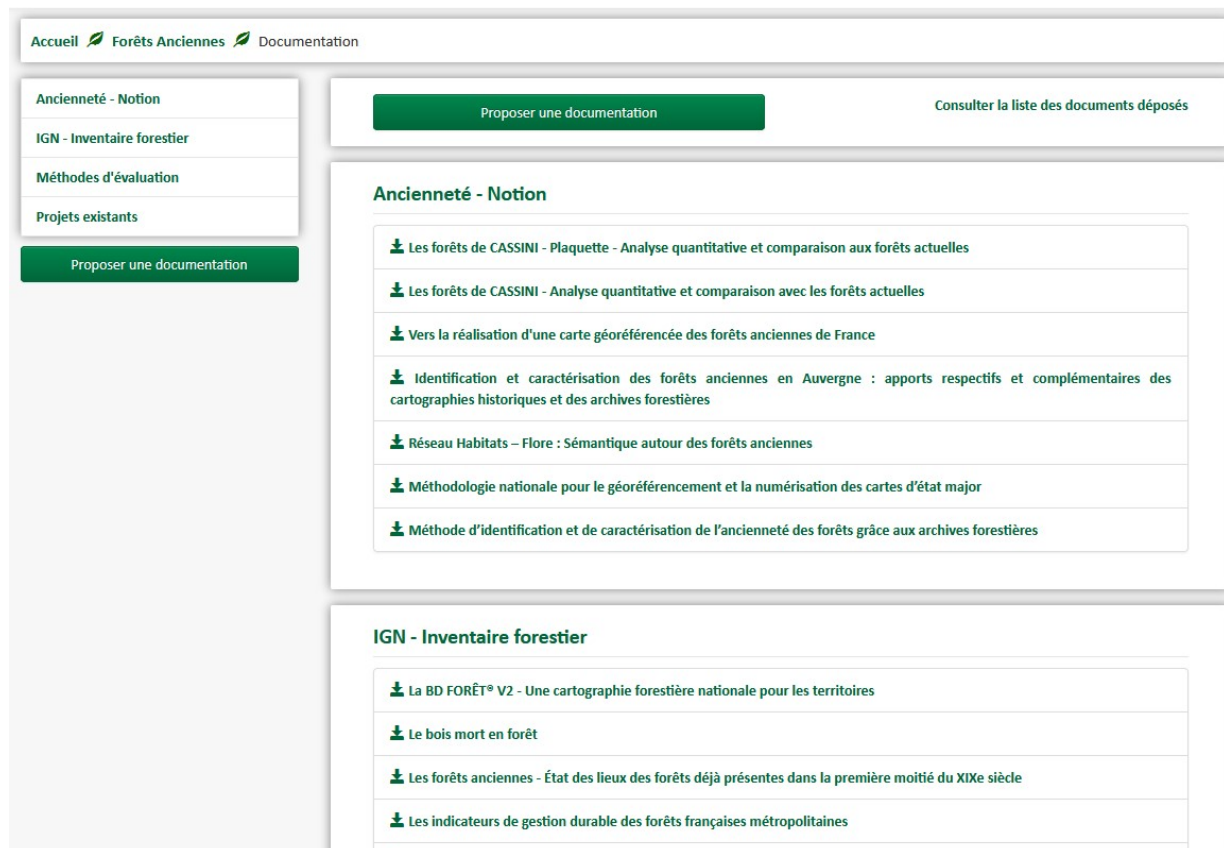 Accueil Forêts Anciennes Documentation
Ancienneté - Notion
IGN - Inventaire forestier
Méthodes d'évaluation
Projets existants
Proposer une documentation
Proposer une documentation
Consulter la liste des documents déposés
Ancienneté - Notion
Les forêts de CASSINI - Plaquette - Analyse quantitative et comparaison aux forêts actuelles
Les forêts de CASSINI - Analyse quantitative et comparaison avec les forêts actuelles
Vers la réalisation d'une carte géoréférencée des forêts anciennes de France
Identification et caractérisation des forêts anciennes en Auvergne : apports respectifs et complémentaires des
cartographies historiques et des archives forestières
Réseau Habitats – Flore : Sémantique autour des forêts anciennes
Méthodologie nationale pour le géoréférencement et la numérisation des cartes d’état major
Méthode d’identification et de caractérisation de l’ancienneté des forêts grâce aux archives forestières
IGN - Inventaire forestier
La BD FORÊT® V2 - Une cartographie forestière nationale pour les territoires
Le bois mort en forêt
Les forêts anciennes - État des lieux des forêts déjà présentes dans la première moitié du XIXe siècle
Les indicateurs de gestion durable des forêts françaises métropolitaines